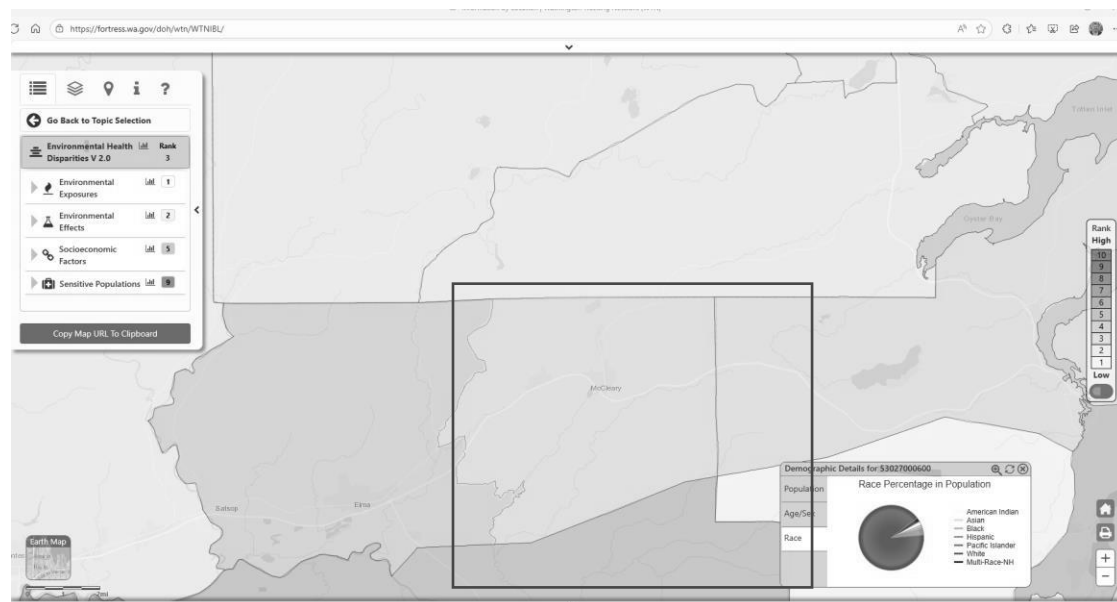 https://fortress.wa.gov/doh/wtn/WTNIBL/
Go Back to Topic Selection
Environmental Health
Disparities V 2.0
Rank
3
Environmental
Exposures
1
Environmental
Effects
2
Socioeconomic
Factors
5
Sensitive Populations
9
Copy Map URL To Clipboard
Totten Inlet
Oyster Bay
McCleary
Satsop
Elma
Rank
High
10
9
8
7
6
5
4
3
2
1
Low
Demographic Details for:53027000600
Population
Age/Sex
Race
Race Percentage in Population
American Indian
Asian
Black
Hispanic
Pacific Islander
White
Multi-Race-NH
Earth Map